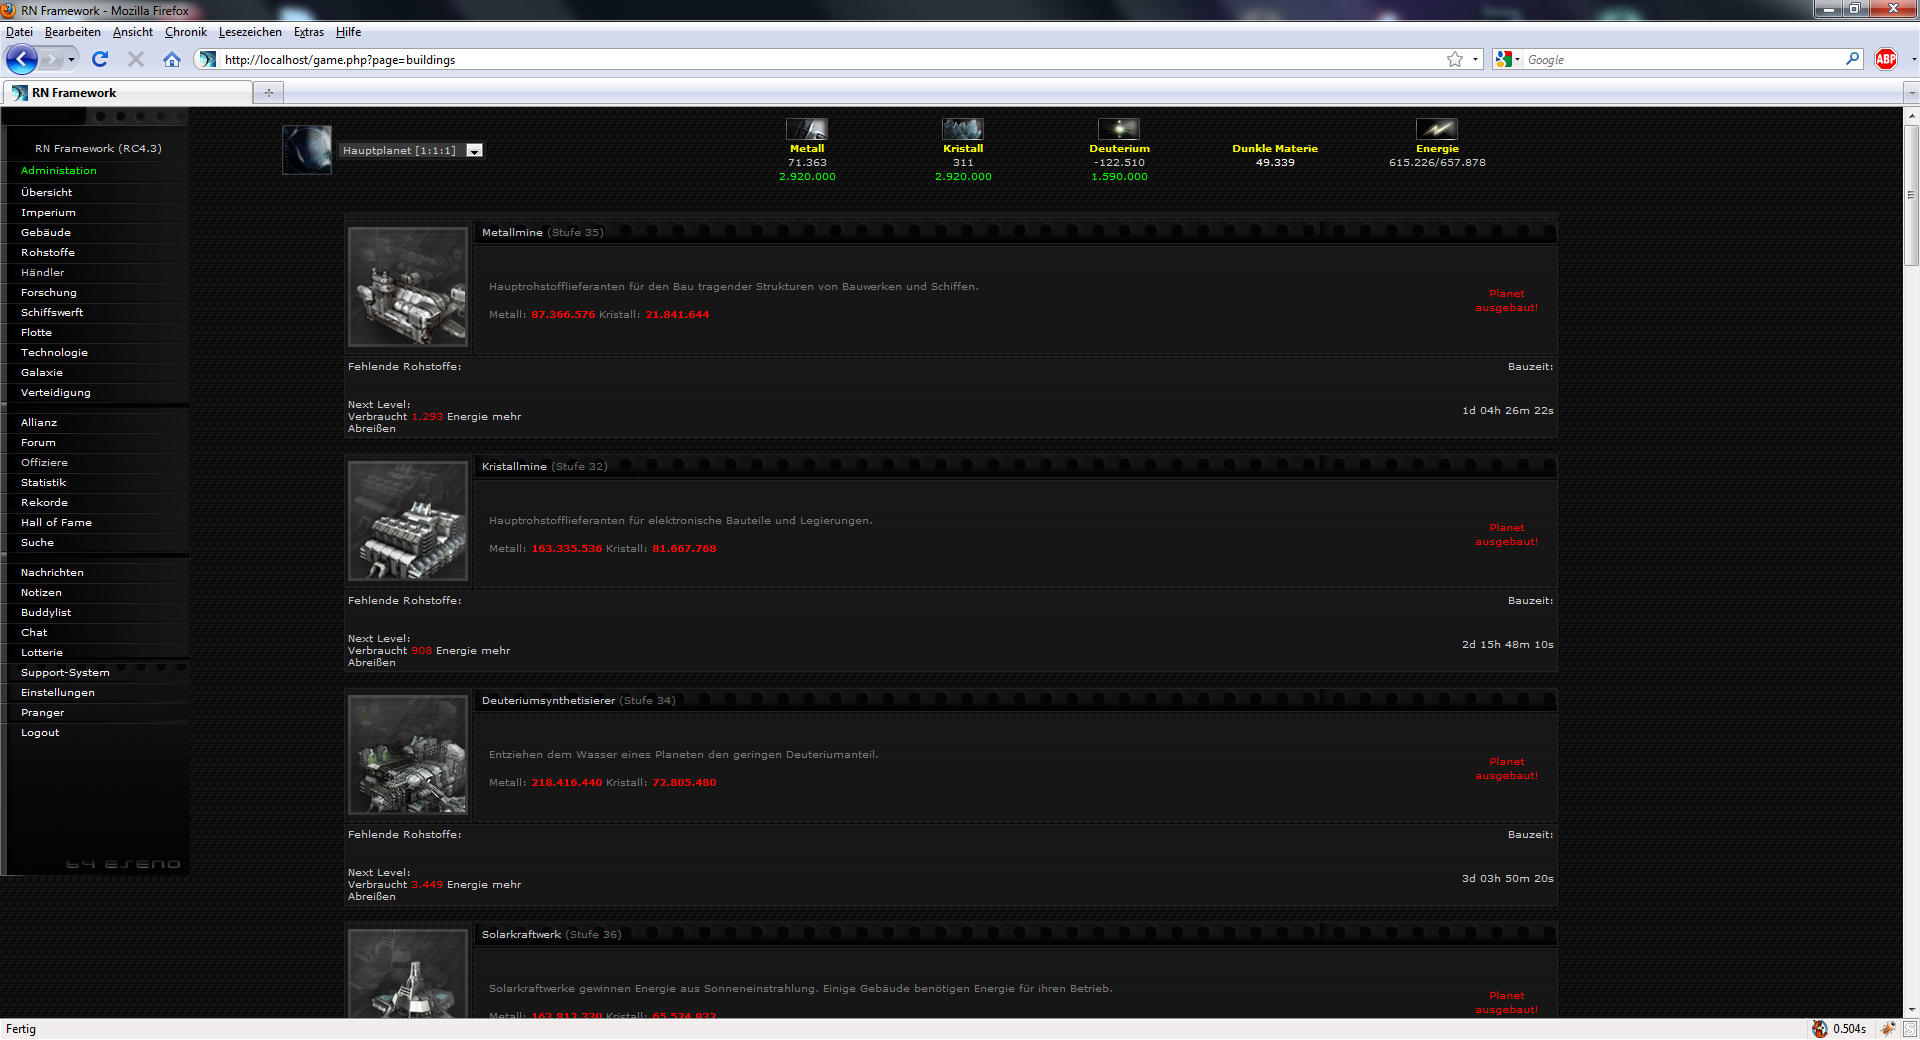 RN Framework - Mozilla Firefox
Datei Bearbeiten Ansicht Chronik Lesezeichen Extras Hilfe
http://localhost/game.php?page=buildings
Google
ABP
RN Framework
RN Framework (RC4.3)
Administation
Übersicht
Imperium
Gebäude
Rohstoffe
Händler
Forschung
Schiffswerft
Flotte
Technologie
Galaxie
Verteidigung
Allianz
Forum
Offiziere
Statistik
Rekorde
Hall of Fame
Suche
Nachrichten
Notizen
Buddylist
Chat
Lotterie
Support-System
Einstellungen
Pranger
Logout
Hauptplanet [1:1:1]
Metall Kristall Deuterium Dunkle Materie Energie
71.363 311 -122.510 49.339 615.226/657.878
2.920.000 2.920.000 1.590.000
Metallmine (Stufe 35)
Hauptrohstofflieferanten für den Bau tragender Strukturen von Bauwerken und Schiffen.
Metall: 87.366.576 Kristall: 21.841.644
Planet
ausgebaut!
Fehlende Rohstoffe:
Bauzeit:
Next Level:
Verbraucht 1.293 Energie mehr
Abreißen
1d 04h 26m 22s
Kristallmine (Stufe 32)
Hauptrohstofflieferanten für elektronische Bauteile und Legierungen.
Metall: 163.335.536 Kristall: 81.667.768
Planet
ausgebaut!
Fehlende Rohstoffe:
Bauzeit:
Next Level:
Verbraucht 908 Energie mehr
Abreißen
2d 15h 48m 10s
Deuteriumsynthetisierer (Stufe 34)
Entziehen dem Wasser eines Planeten den geringen Deuteriumanteil.
Metall: 218.416.440 Kristall: 72.805.480
Planet
ausgebaut!
Fehlende Rohstoffe:
Bauzeit:
Next Level:
Verbraucht 3.449 Energie mehr
Abreißen
3d 03h 50m 20s
Solarkraftwerk (Stufe 36)
Solarkraftwerke gewinnen Energie aus Sonneneinstrahlung. Einige Gebäude benötigen Energie für ihren Betrieb.
Metall: 163.812.330 Kristall: 65.524.932
Planet
ausgebaut!
Fertig
0.504s